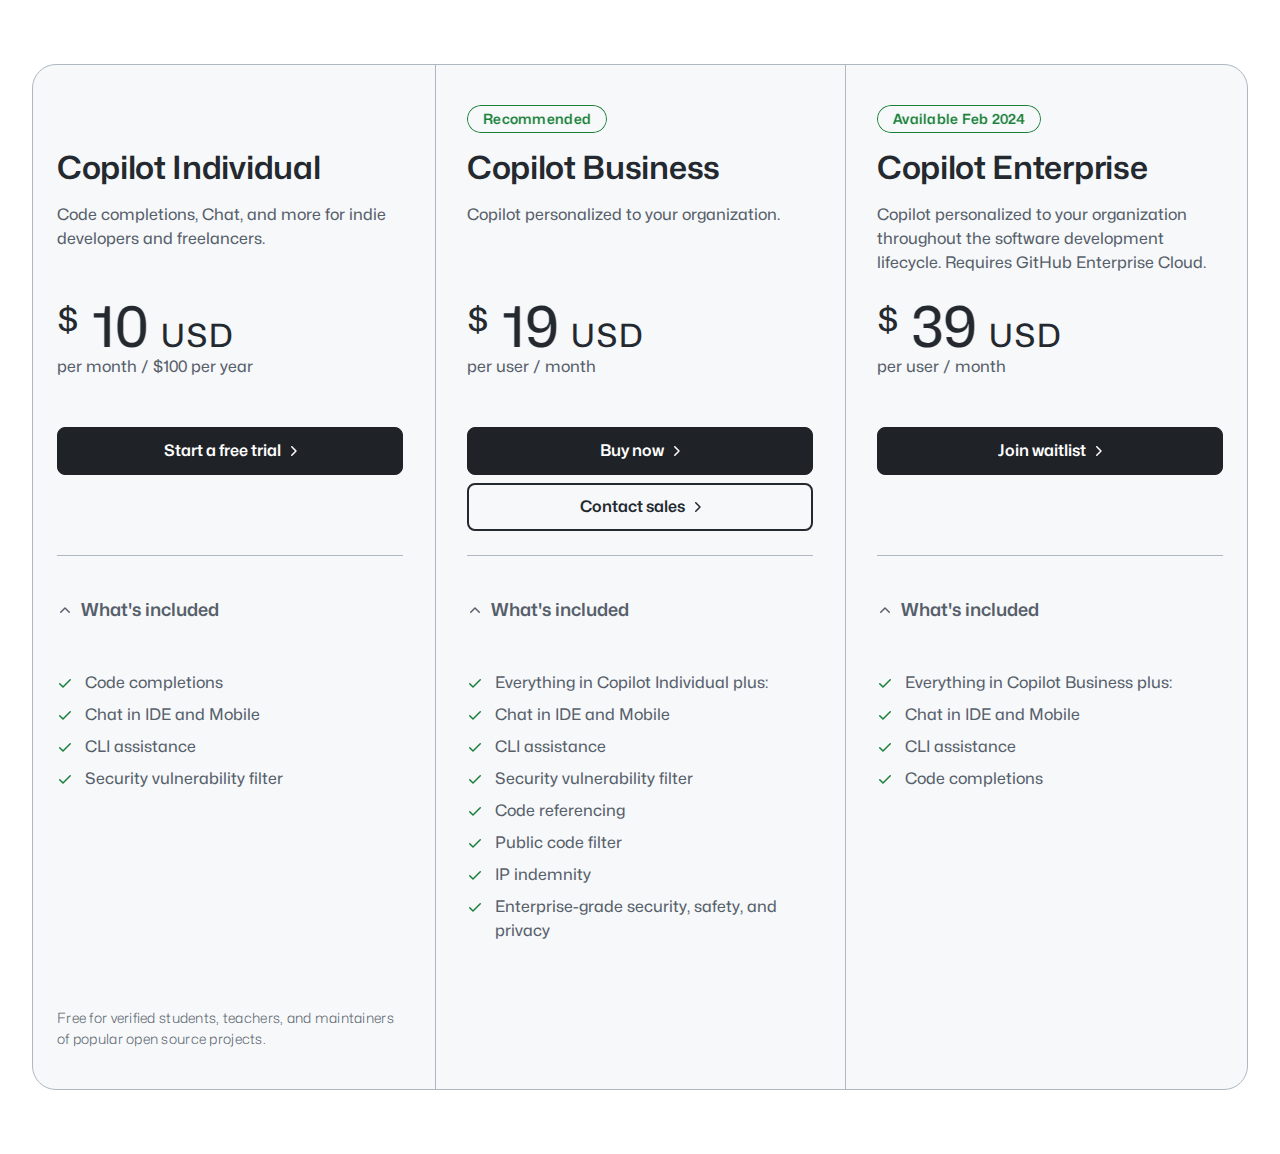 Copilot Individual
Code completions, Chat, and more for indie
developers and freelancers.
$ 10 USD
per month / $100 per year
Start a free trial
What's included
Code completions
Chat in IDE and Mobile
CLI assistance
Security vulnerability filter
Free for verified students, teachers, and maintainers
of popular open source projects.
Recommended
Copilot Business
Copilot personalized to your organization.
$ 19 USD
per user / month
Buy now
Contact sales
What's included
Everything in Copilot Individual plus:
Chat in IDE and Mobile
CLI assistance
Security vulnerability filter
Code referencing
Public code filter
IP indemnity
Enterprise-grade security, safety, and
privacy
Available Feb 2024
Copilot Enterprise
Copilot personalized to your organization
throughout the software development
lifecycle. Requires GitHub Enterprise Cloud.
$ 39 USD
per user / month
Join waitlist
What's included
Everything in Copilot Business plus:
Chat in IDE and Mobile
CLI assistance
Code completions